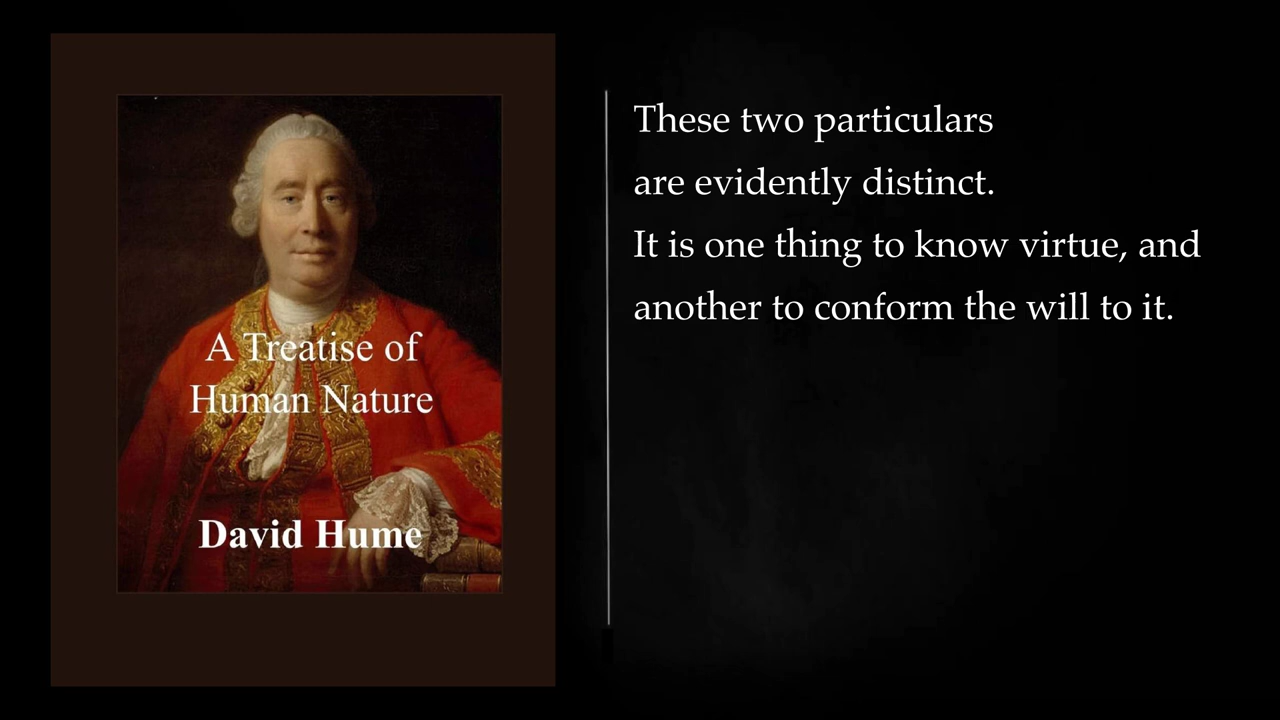 A Treatise of
Human Nature
David Hume
These two particulars
are evidently distinct.
It is one thing to know virtue, and
another to conform the will to it.